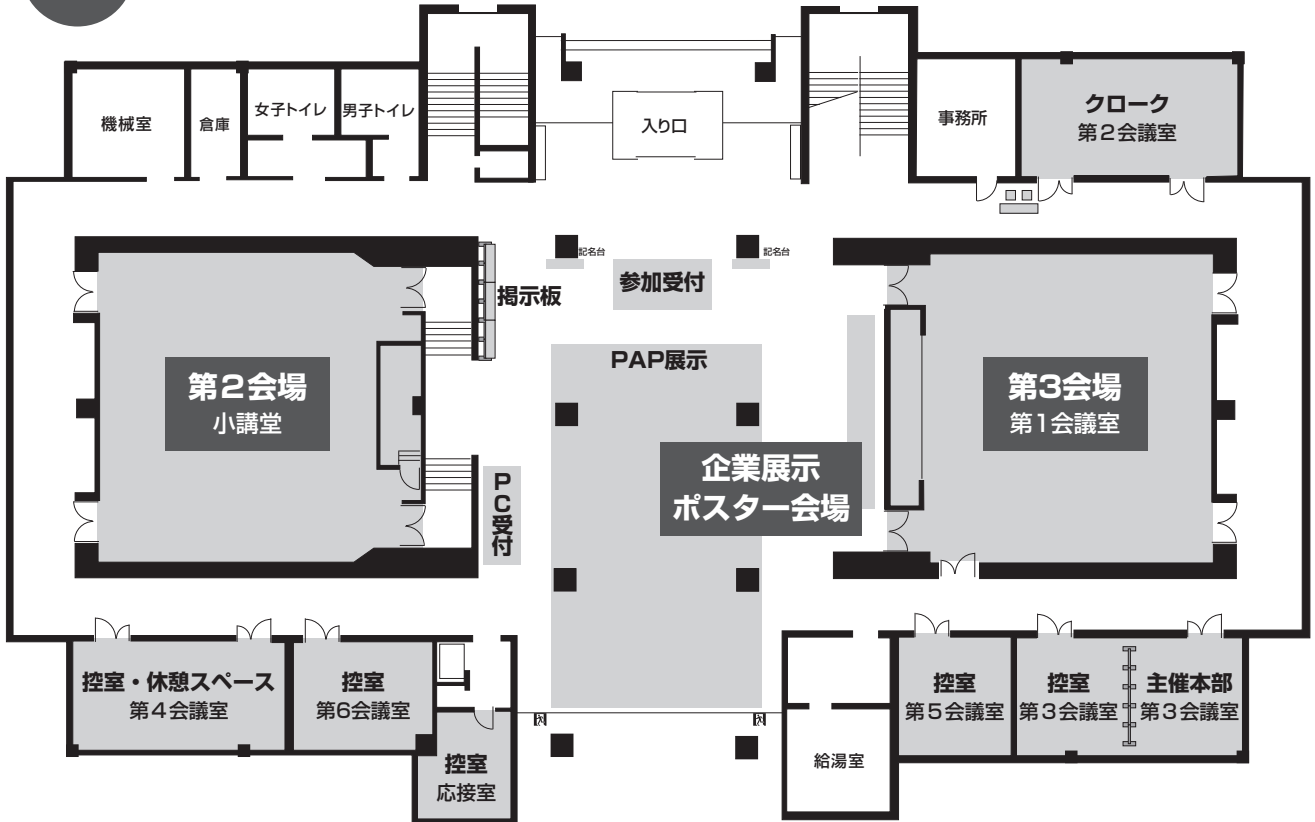 機械室
倉庫
女子トイレ
男子トイレ
入り口
事務所
クローク
第2会議室
記名台
記名台
参加受付
掲示板
PAP展示
第2会場
小講堂
第3会場
第1会議室
企業展示
ポスター会場
PC受付
控室・休憩スペース
第4会議室
控室
第6会議室
控室
応接室
給湯室
控室
第5会議室
控室
第3会議室
主催本部
第3会議室